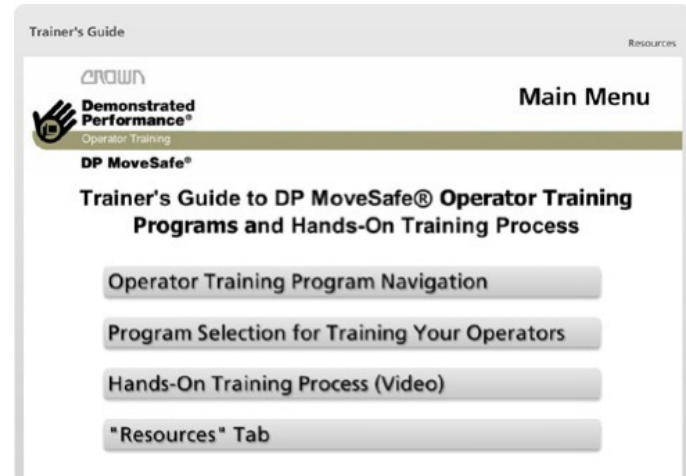 Trainer's Guide
Resources
CROWN
Main Menu
Demonstrated
Performance®
Operator Training
DP MoveSafe®
Trainer's Guide to DP MoveSafe® Operator Training
Programs and Hands-On Training Process
Operator Training Program Navigation
Program Selection for Training Your Operators
Hands-On Training Process (Video)
"Resources" Tab